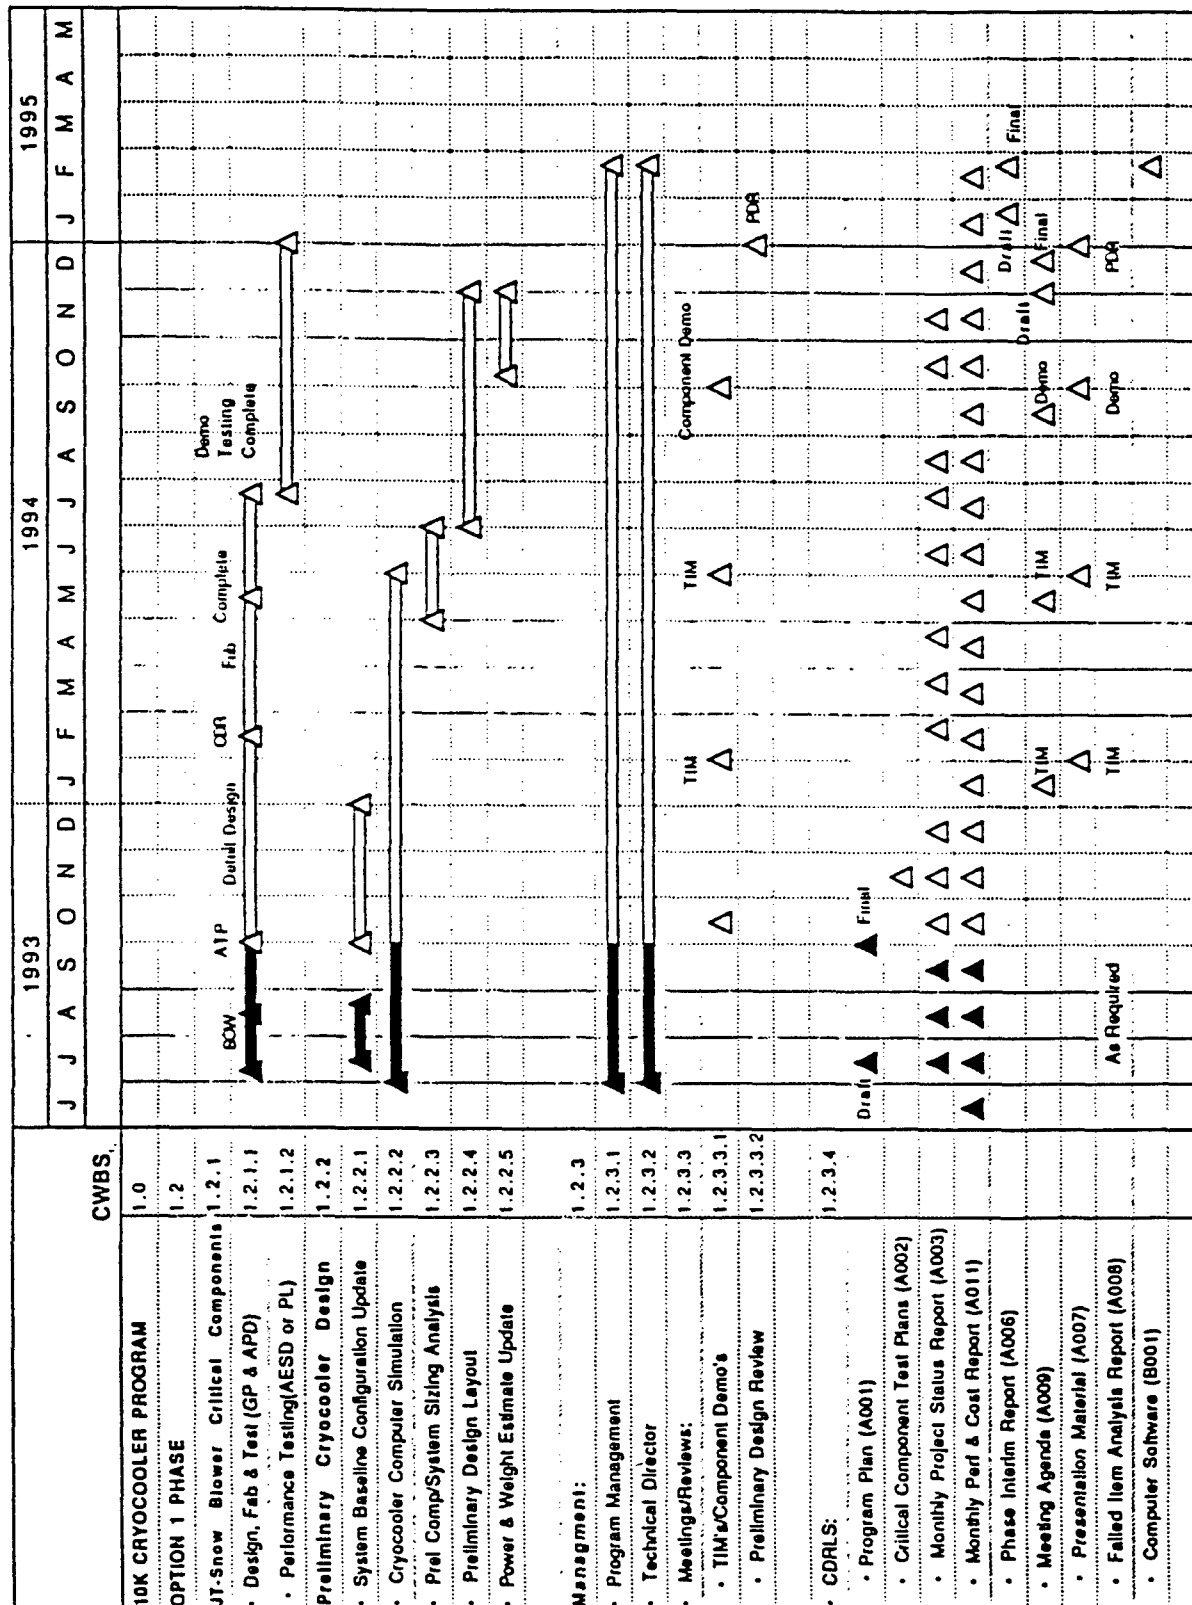 1993 1994 1995
J J A S O N D J F M A M J J A S O N D J F M A M
CWBS
10K CRYOCOOLER PROGRAM 1.0
OPTION 1 PHASE 1.2
JT-Snow Blower Critical Components 1.2.1
• Design, Fab & Test (GP & APD) 1.2.1.1 BCW ATP Detail Design CDR Fab Complete Demo Testing Complete
• Performance Testing(AESD or PL) 1.2.1.2
Preliminary Cryocooler Design 1.2.2
• System Baseline Configuration Update 1.2.2.1
• Cryocooler Computer Simulation 1.2.2.2
• Prel Comp/System Sizing Analysis 1.2.2.3
• Preliminary Design Layout 1.2.2.4
• Power & Weight Estimate Update 1.2.2.5
Managment: 1.2.3
• Program Management 1.2.3.1
• Technical Director 1.2.3.2
• Meetings/Reviews: 1.2.3.3
• TIM's/Component Demo's 1.2.3.3.1 TIM TIM Component Demo
• Preliminary Design Review 1.2.3.3.2 PDR
• CDRLS: 1.2.3.4
• Program Plan (A001) Draft Final
• Critical Component Test Plans (A002)
• Monthly Project Status Report (A003)
• Monthly Perf & Cost Report (A011)
• Phase Interim Report (A006) Draft Final
• Meeting Agenda (A009) TIM TIM Demo Draft Final
• Presentation Material (A007) TIM TIM Demo PDR
• Failed Item Analysis Report (A008) As Required
• Computer Software (B001)